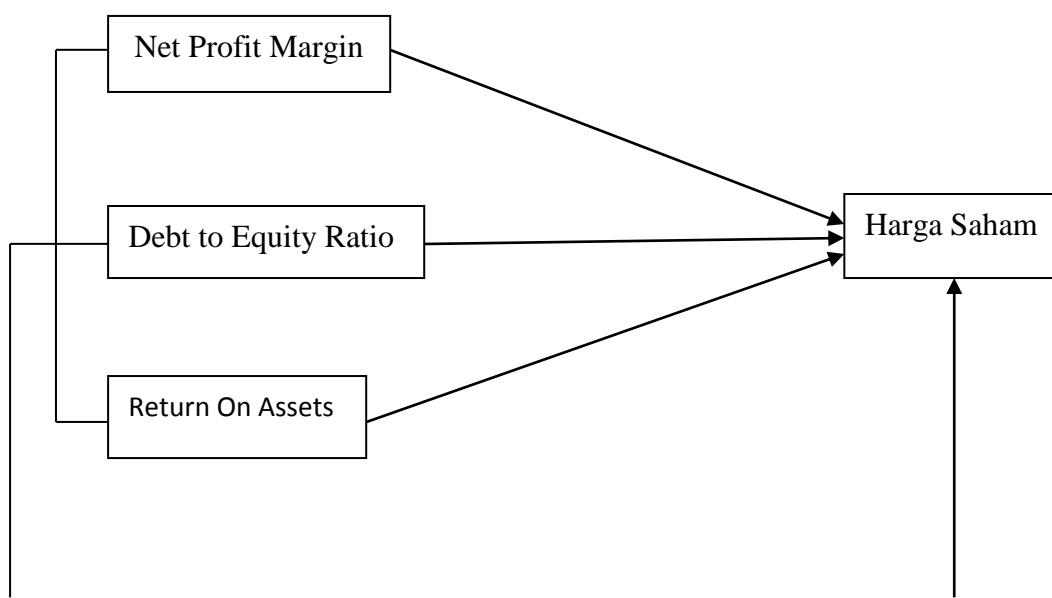 Net Profit Margin
Debt to Equity Ratio
Harga Saham
Return On Assets